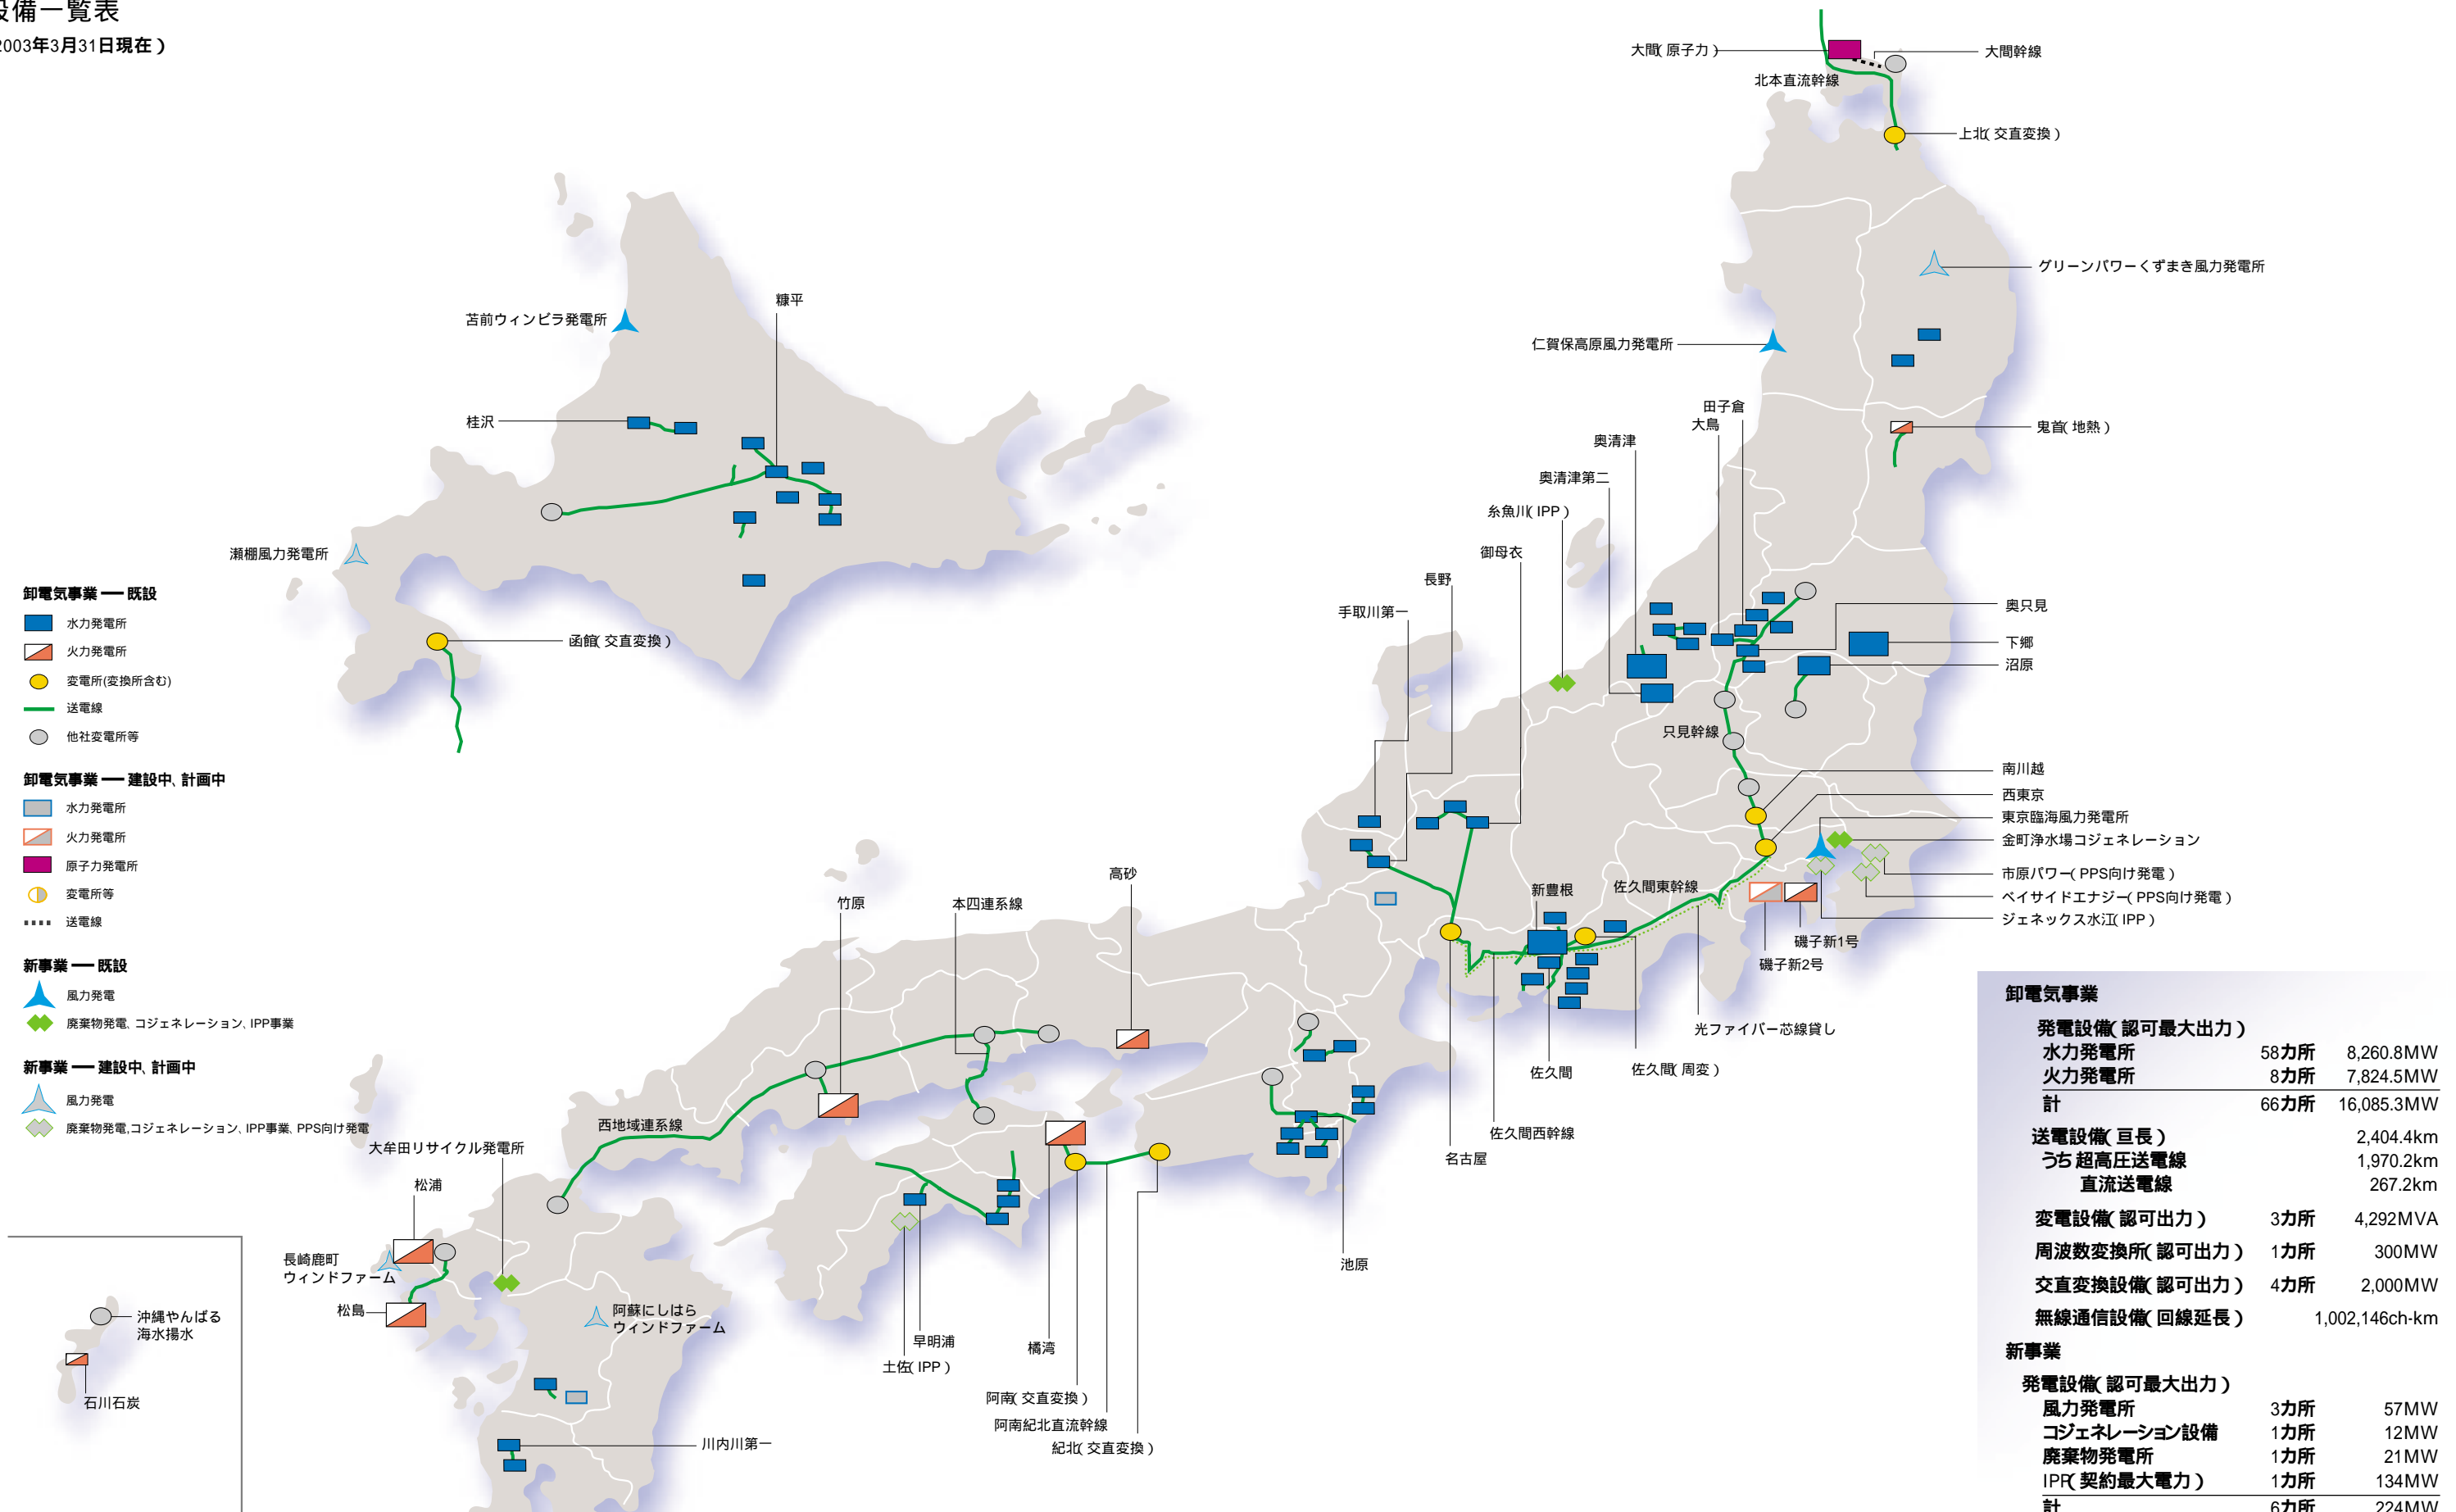 設備一覧表
2003年3月31日現在）
大間（原子力）
大間幹線
北本直流幹線
上北（交直変換）
グリーンパワーくずまき風力発電所
仁賀保高原風力発電所
鬼首（地熱）
田子倉
大鳥
奥清津
奥清津第二
糸魚川（IPP）
御母衣
長野
手取川第一
糠平
苫前ウィンビラ発電所
桂沢
瀬棚風力発電所
函館（交直変換）
奥只見
下郷
沼原
只見幹線
南川越
西東京
東京臨海風力発電所
金町浄水場コジェネレーション
市原パワー（PPS向け発電）
ベイサイドエナジー（PPS向け発電）
ジェネックス水江（IPP）
磯子新1号
磯子新2号
佐久間東幹線
新豊根
光ファイバー芯線貸し
佐久間（周変）
佐久間
佐久間西幹線
名古屋
高砂
本四連系線
竹原
西地域連系線
大牟田リサイクル発電所
松浦
長崎鹿町
ウィンドファーム
松島
阿蘇にしはら
ウィンドファーム
池原
早明浦
土佐（IPP）
橘湾
阿南（交直変換）
阿南紀北直流幹線
紀北（交直変換）
川内川第一
沖縄やんばる
海水揚水
石川石炭
卸電気事業 ── 既設
水力発電所
火力発電所
変電所(変換所含む)
送電線
他社変電所等
卸電気事業 ── 建設中、計画中
水力発電所
火力発電所
原子力発電所
変電所等
送電線
新事業 ── 既設
風力発電
廃棄物発電、コジェネレーション、IPP事業
新事業 ── 建設中、計画中
風力発電
廃棄物発電,コジェネレーション、IPP事業、PPS向け発電
卸電気事業
発電設備（認可最大出力）
水力発電所 58カ所 8,260.8MW
火力発電所 8カ所 7,824.5MW
計 66カ所 16,085.3MW
送電設備（亘長） 2,404.4km
うち 超高圧送電線 1,970.2km
直流送電線 267.2km
変電設備（認可出力） 3カ所 4,292MVA
周波数変換所（認可出力） 1カ所 300MW
交直変換設備（認可出力） 4カ所 2,000MW
無線通信設備（回線延長） 1,002,146ch-km
新事業
発電設備（認可最大出力）
風力発電所 3カ所 57MW
コジェネレーション設備 1カ所 12MW
廃棄物発電所 1カ所 21MW
IPP（契約最大電力） 1カ所 134MW
計 6カ所 224MW